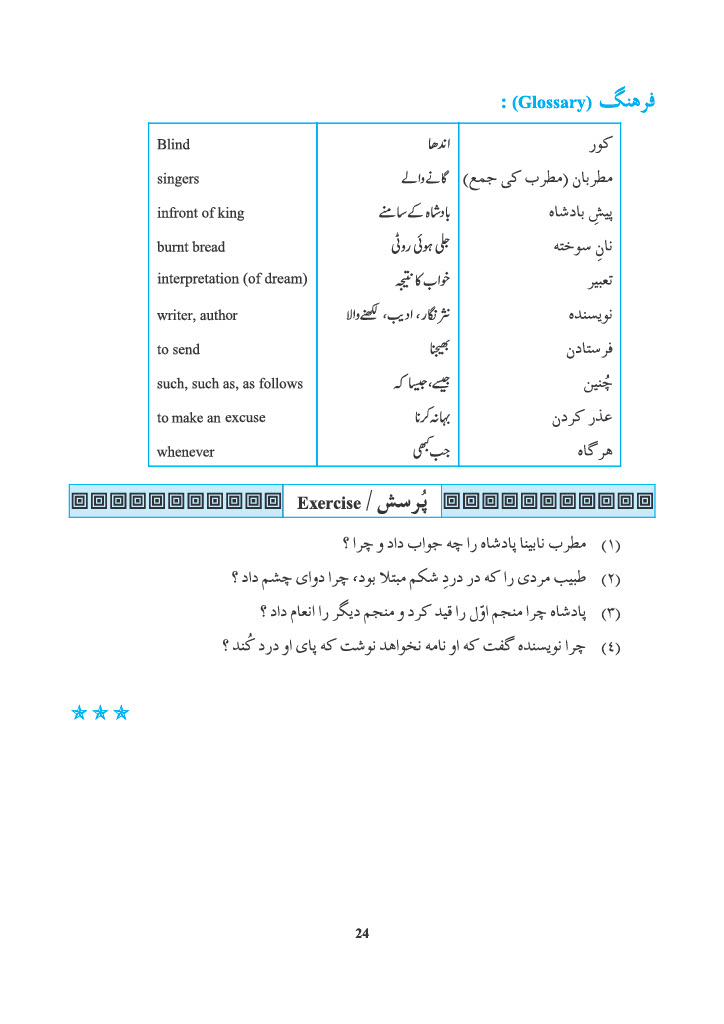 فرهنگ (Glossary) :
کور اندھا Blind
مطربان (مطرب کی جمع) گانے والے singers
پیشِ بادشاہ بادشاہ کے سامنے infront of king
نانِ سوخته جلی ہوئی روٹی burnt bread
تعبیر خواب کا نتیجہ interpretation (of dream)
نویسنده نثر نگار، ادیب، لکھنے والا writer, author
فرستادن بھیجنا to send
چُنین جیسے، جیسا کہ such, such as, as follows
عذر کردن بہانہ کرنا to make an excuse
هرگاه جب کبھی whenever
پُرسش / Exercise
(۱) مطرب نابینا پادشاه را چه جواب داد و چرا ؟
(۲) طبیب مردی را که در دردِ شکم مبتلا بود، چرا دوای چشم داد ؟
(۳) پادشاه چرا منجم اوّل را قید کرد و منجم دیگر را انعام داد ؟
(٤) چرا نویسنده گفت که او نامه نخواهد نوشت که پای او درد کُند ؟
24